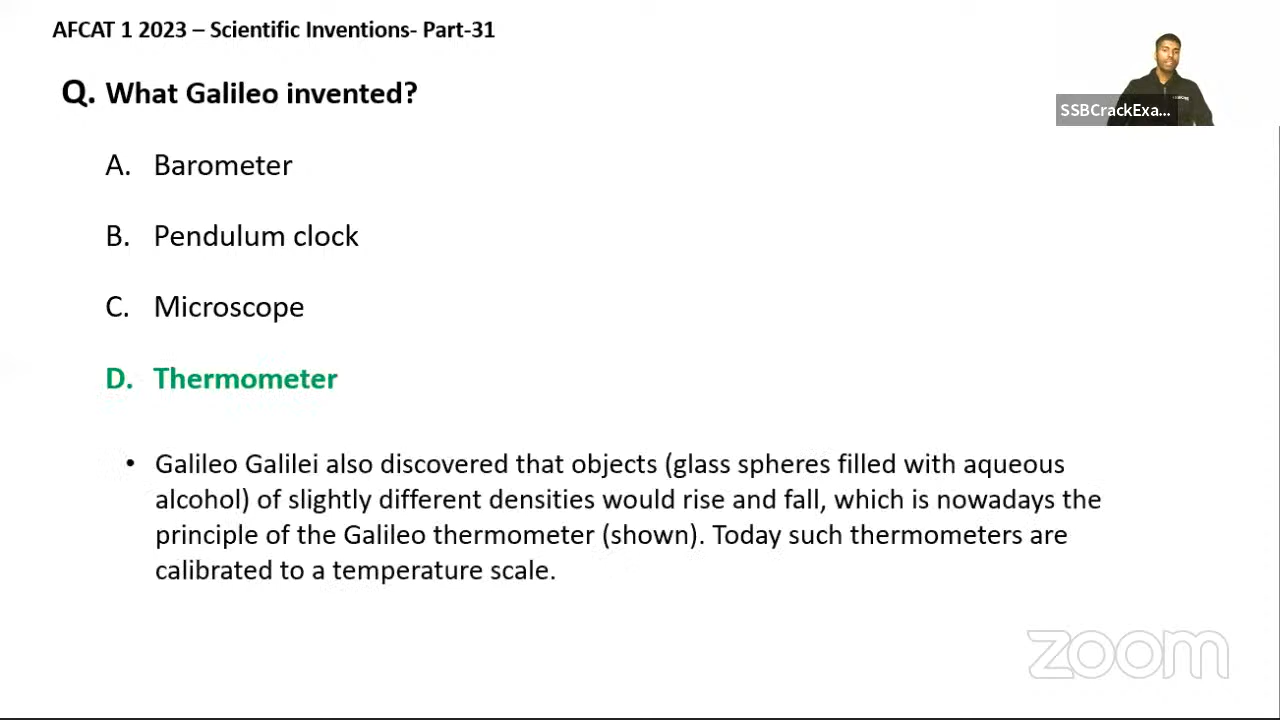 AFCAT 1 2023 – Scientific Inventions- Part-31
SSBCrackExa...
Q. What Galileo invented?
A. Barometer
B. Pendulum clock
C. Microscope
D. Thermometer
• Galileo Galilei also discovered that objects (glass spheres filled with aqueous
alcohol) of slightly different densities would rise and fall, which is nowadays the
principle of the Galileo thermometer (shown). Today such thermometers are
calibrated to a temperature scale.
zoom